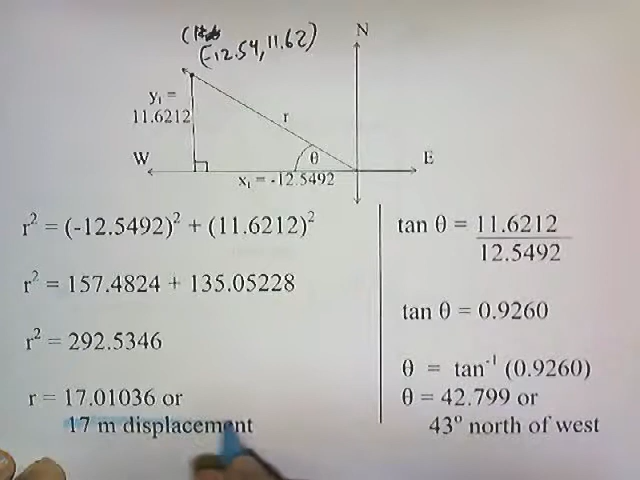 (-12.54, 11.62)
N
y₁ =
11.6212
r
W
θ
E
x₁ = -12.5492
r² = (-12.5492)² + (11.6212)²
r² = 157.4824 + 135.05228
r² = 292.5346
r = 17.01036 or
17 m displacement
tan θ = 11.6212
12.5492
tan θ = 0.9260
θ = tan⁻¹ (0.9260)
θ = 42.799 or
43º north of west